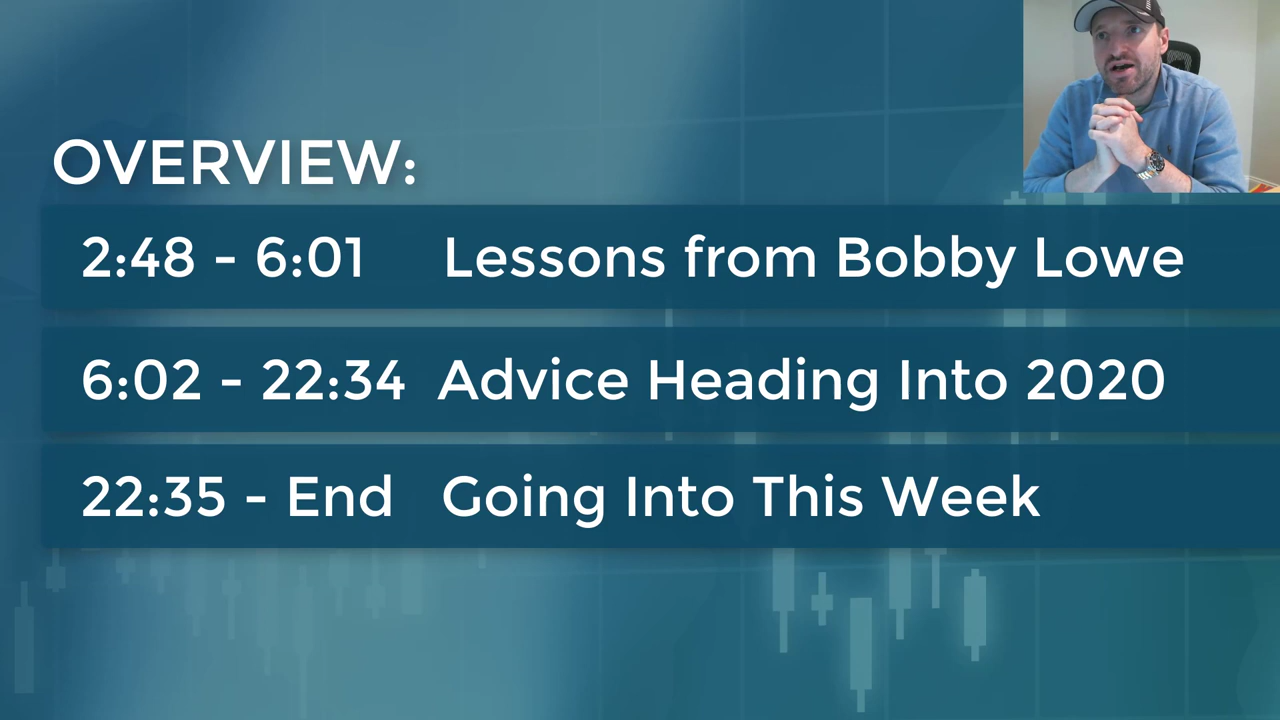 OVERVIEW:
2:48 - 6:01 Lessons from Bobby Lowe
6:02 - 22:34 Advice Heading Into 2020
22:35 - End Going Into This Week